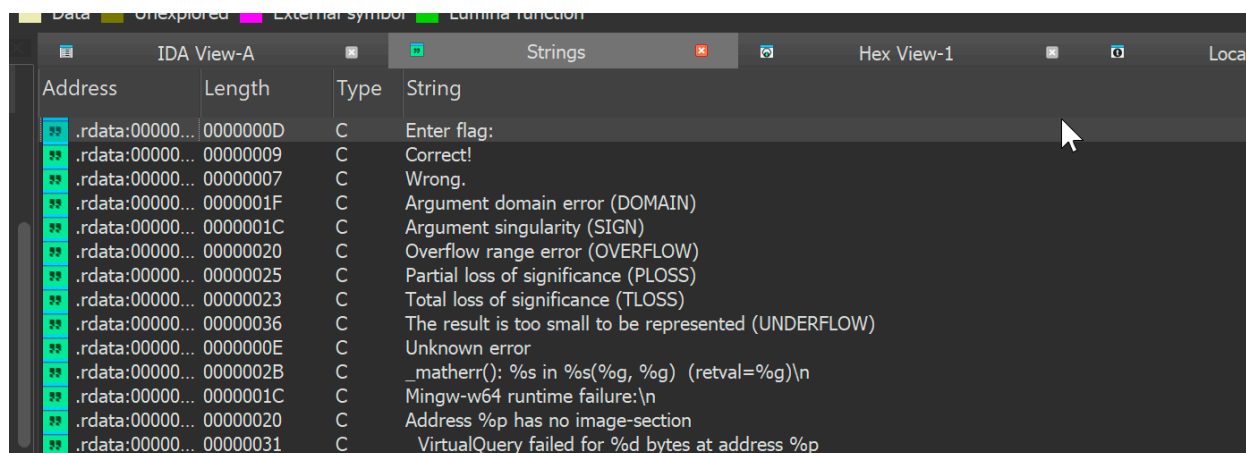 Data Unexplored External symbol Lumina function
IDA View-A Strings Hex View-1 Loca
Address Length Type String
.rdata:00000... 0000000D C Enter flag:
.rdata:00000... 00000009 C Correct!
.rdata:00000... 00000007 C Wrong.
.rdata:00000... 0000001F C Argument domain error (DOMAIN)
.rdata:00000... 0000001C C Argument singularity (SIGN)
.rdata:00000... 00000020 C Overflow range error (OVERFLOW)
.rdata:00000... 00000025 C Partial loss of significance (PLOSS)
.rdata:00000... 00000023 C Total loss of significance (TLOSS)
.rdata:00000... 00000036 C The result is too small to be represented (UNDERFLOW)
.rdata:00000... 0000000E C Unknown error
.rdata:00000... 0000002B C _matherr(): %s in %s(%g, %g) (retval=%g)\n
.rdata:00000... 0000001C C Mingw-w64 runtime failure:\n
.rdata:00000... 00000020 C Address %p has no image-section
.rdata:00000... 00000031 C VirtualQuery failed for %d bytes at address %p